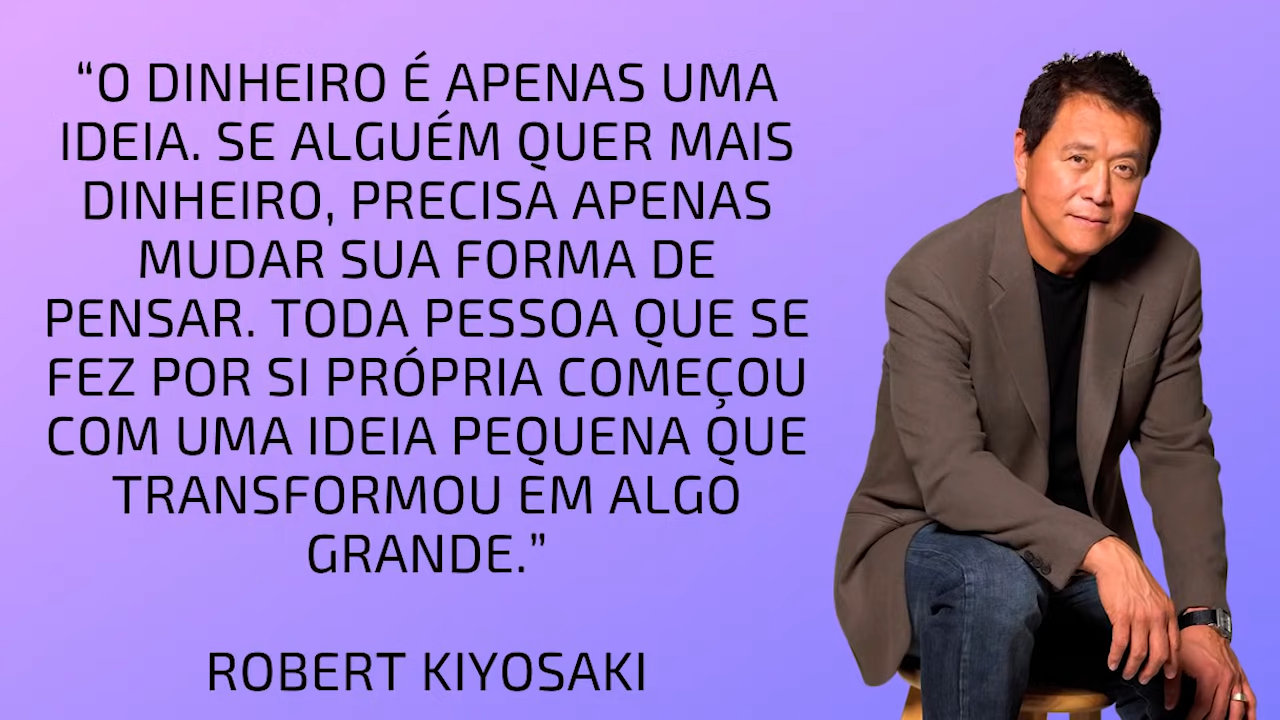 “O DINHEIRO É APENAS UMA
IDEIA. SE ALGUÉM QUER MAIS
DINHEIRO, PRECISA APENAS
MUDAR SUA FORMA DE
PENSAR. TODA PESSOA QUE SE
FEZ POR SI PRÓPRIA COMEÇOU
COM UMA IDEIA PEQUENA QUE
TRANSFORMOU EM ALGO
GRANDE.”
ROBERT KIYOSAKI